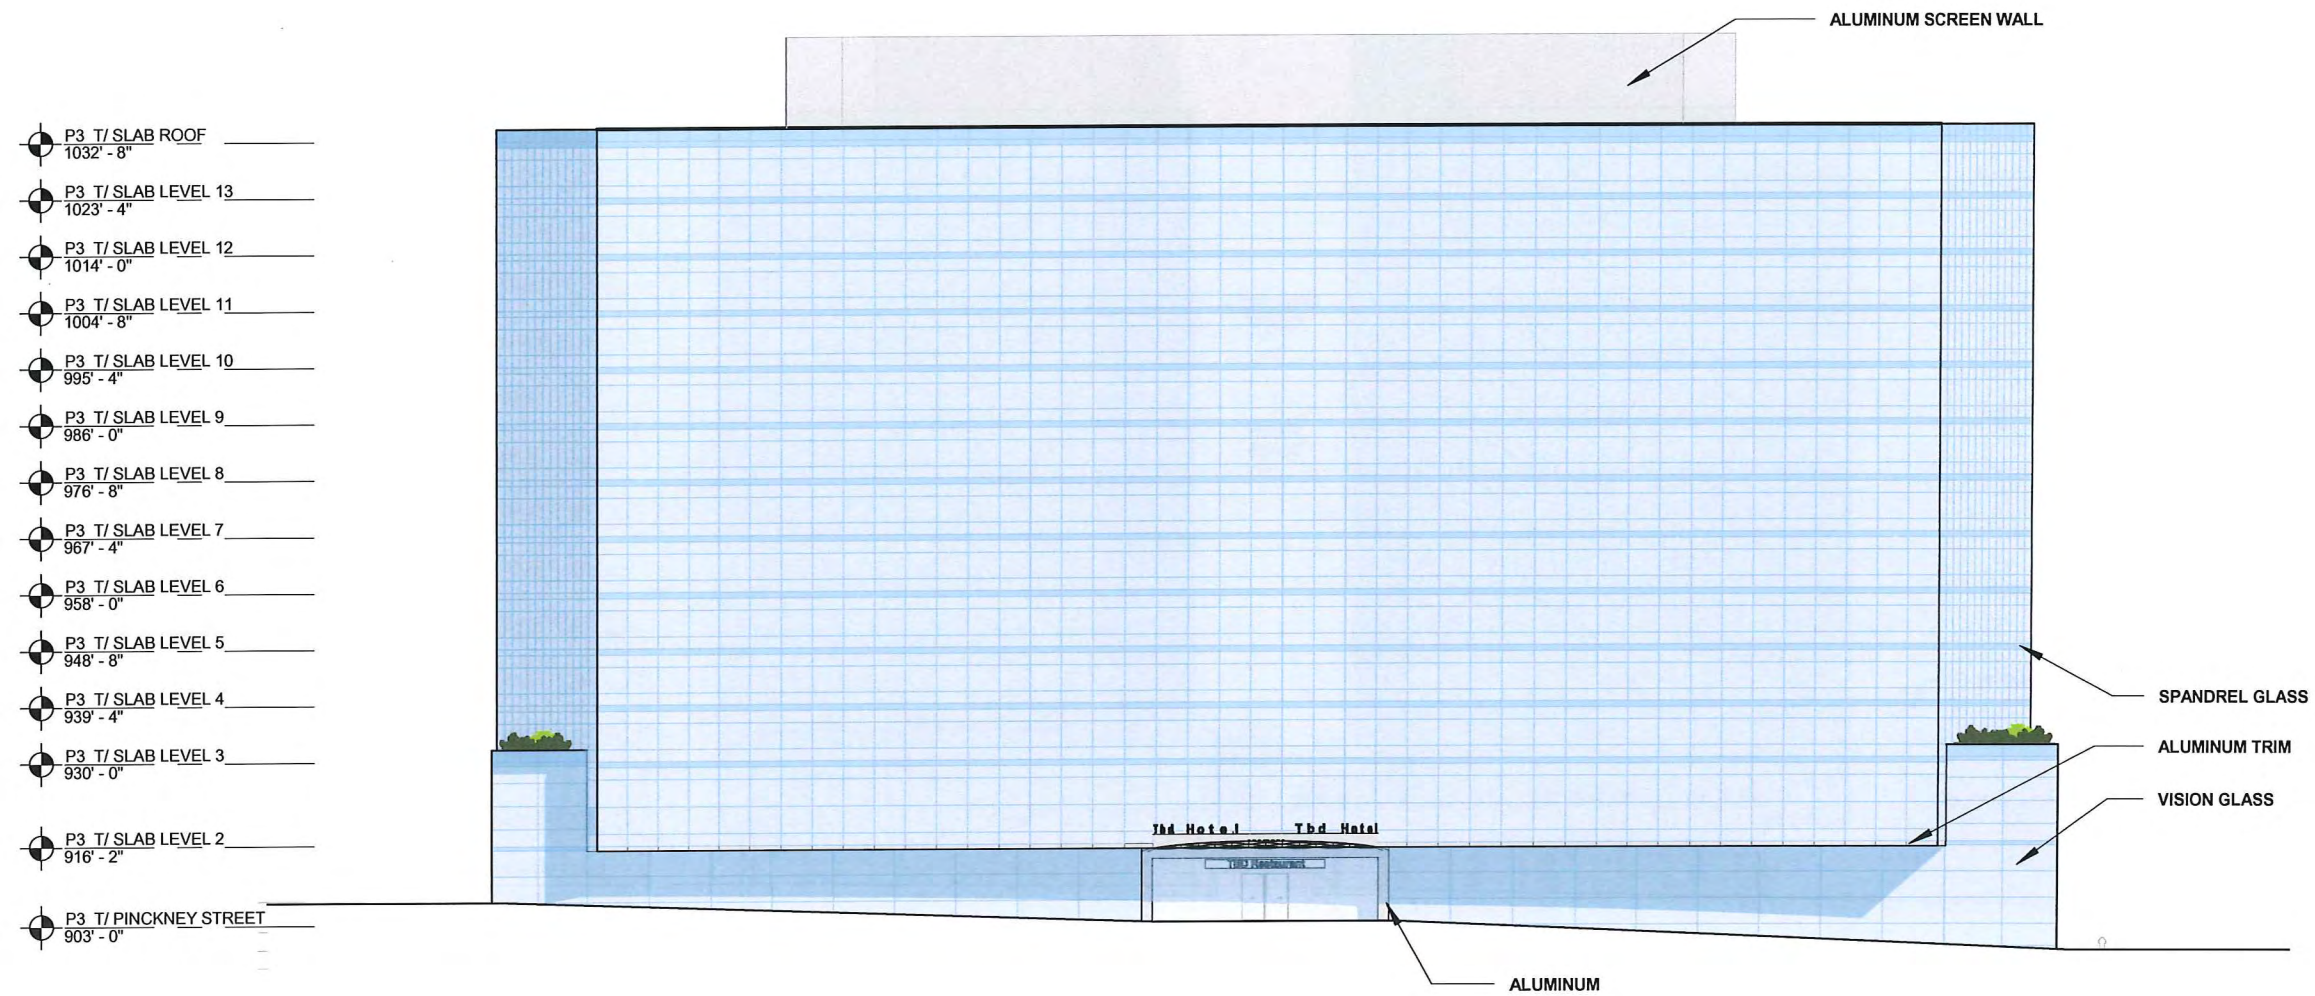 ALUMINUM SCREEN WALL
P3 T/ SLAB ROOF
1032' - 8"
P3 T/ SLAB LEVEL 13
1023' - 4"
P3 T/ SLAB LEVEL 12
1014' - 0"
P3 T/ SLAB LEVEL 11
1004' - 8"
P3 T/ SLAB LEVEL 10
995' - 4"
P3 T/ SLAB LEVEL 9
986' - 0"
P3 T/ SLAB LEVEL 8
976' - 8"
P3 T/ SLAB LEVEL 7
967' - 4"
P3 T/ SLAB LEVEL 6
958' - 0"
P3 T/ SLAB LEVEL 5
948' - 8"
P3 T/ SLAB LEVEL 4
939' - 4"
P3 T/ SLAB LEVEL 3
930' - 0"
P3 T/ SLAB LEVEL 2
916' - 2"
P3 T/ PINCKNEY STREET
903' - 0"
SPANDREL GLASS
ALUMINUM TRIM
VISION GLASS
Tbd Hotel Tbd Hotel
TBD Restaurant
ALUMINUM